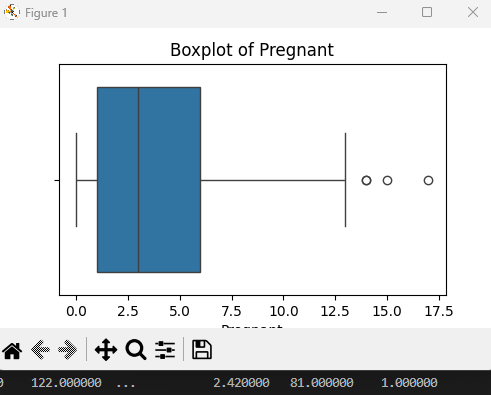 Figure 1
Boxplot of Pregnant
0.0 2.5 5.0 7.5 10.0 12.5 15.0 17.5
Pregnant
0 122.000000 ... 2.420000 81.000000 1.000000